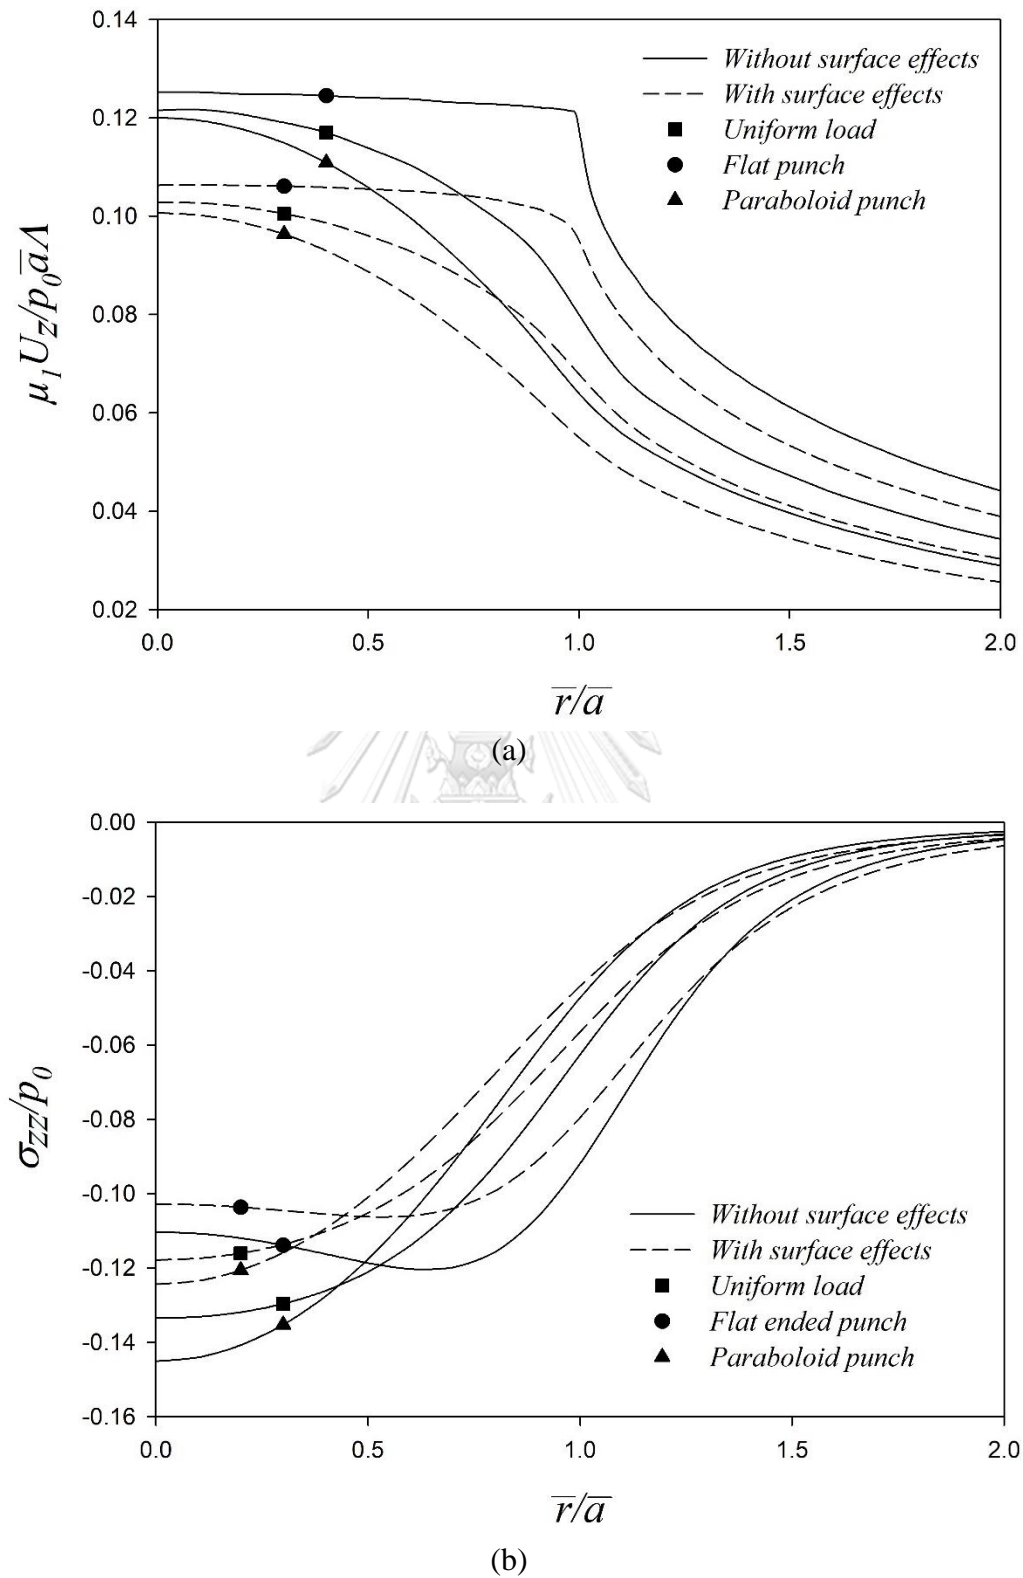 0.14
0.12
0.10
0.08
0.06
0.04
0.02
0.0
0.5
1.0
1.5
2.0
μ₁U_Z/p₀a̅Λ
r̅/a̅
Without surface effects
With surface effects
Uniform load
Flat punch
Paraboloid punch
(a)
0.00
-0.02
-0.04
-0.06
-0.08
-0.10
-0.12
-0.14
-0.16
0.0
0.5
1.0
1.5
2.0
σ_ZZ/p₀
r̅/a̅
Without surface effects
With surface effects
Uniform load
Flat ended punch
Paraboloid punch
(b)